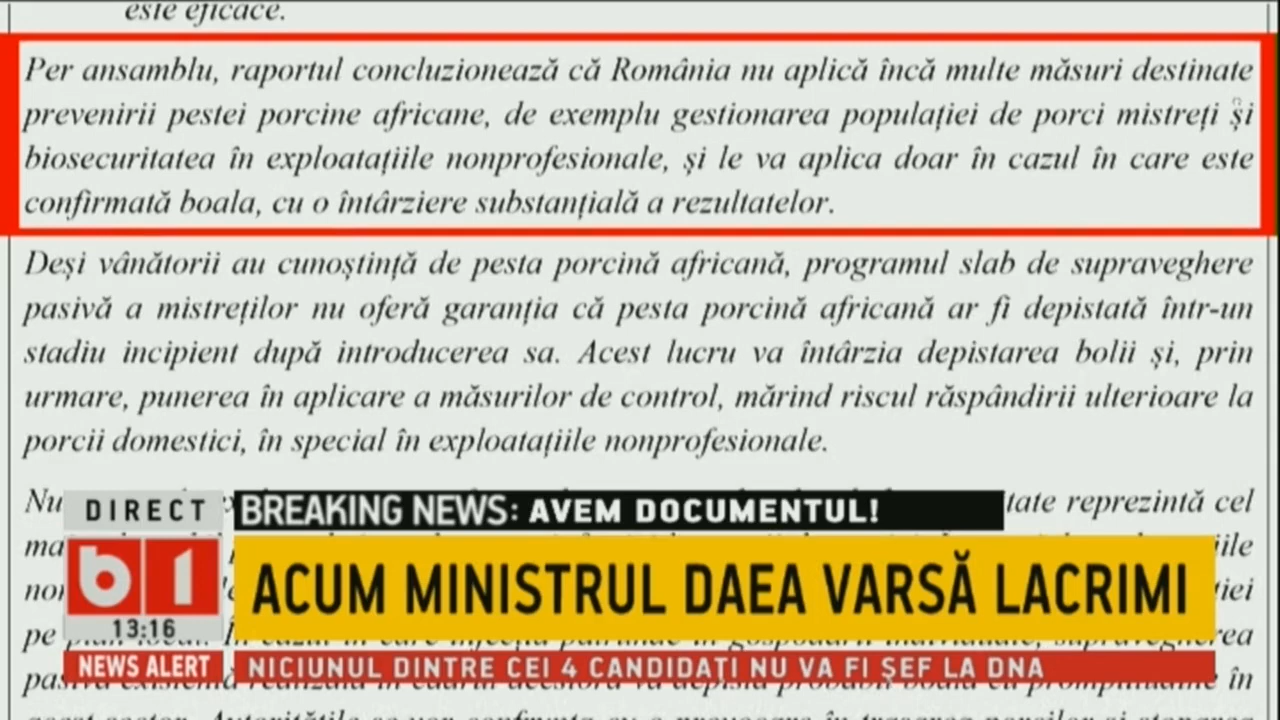 este eficace.
Per ansamblu, raportul concluzionează că România nu aplică încă multe măsuri destinate
prevenirii pestei porcine africane, de exemplu gestionarea populației de porci mistreți și
biosecuritatea în exploatațiile nonprofesionale, și le va aplica doar în cazul în care este
confirmată boala, cu o întârziere substanțială a rezultatelor.
Deși vânătorii au cunoștință de pesta porcină africană, programul slab de supraveghere
pasivă a mistreților nu oferă garanția că pesta porcină africană ar fi depistată într-un
stadiu incipient după introducerea sa. Acest lucru va întârzia depistarea bolii și, prin
urmare, punerea în aplicare a măsurilor de control, mărind riscul răspândirii ulterioare la
porcii domestici, în special în exploatațiile nonprofesionale.
reprezintă cel
DIRECT
BREAKING NEWS: AVEM DOCUMENTUL!
b1
ACUM MINISTRUL DAEA VARSĂ LACRIMI
13:16
pe
NEWS ALERT
NICIUNUL DINTRE CEI 4 CANDIDAȚI NU VA FI ȘEF LA DNA
în